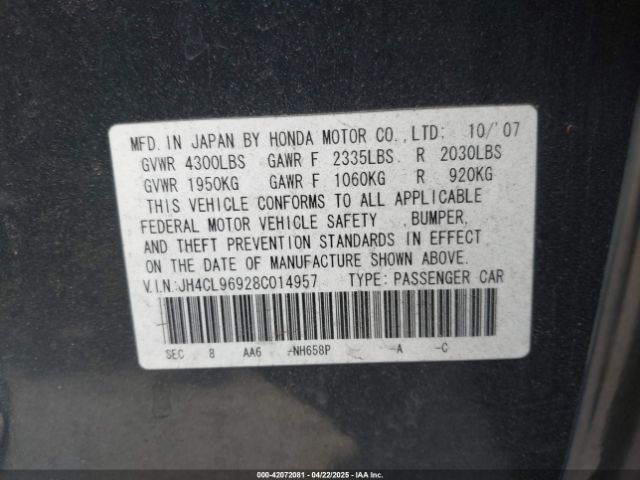 MFD. IN JAPAN BY HONDA MOTOR CO.,LTD: 10/'07
GVWR 4300LBS GAWR F 2335LBS. R 2030LBS
GVWR 1950KG GAWR F 1060KG R 920KG
THIS VEHICLE CONFORMS TO ALL APPLICABLE
FEDERAL MOTOR VEHICLE SAFETY ,BUMPER,
AND THEFT PREVENTION STANDARDS IN EFFECT
ON THE DATE OF MANUFACTURE SHOWN ABOVE.
V.I.N:JH4CL96928C014957 TYPE: PASSENGER CAR
SEC 8 AA6 -NH658P -A -C
000-42072081 - 04/22/2025 - IAAI.COM